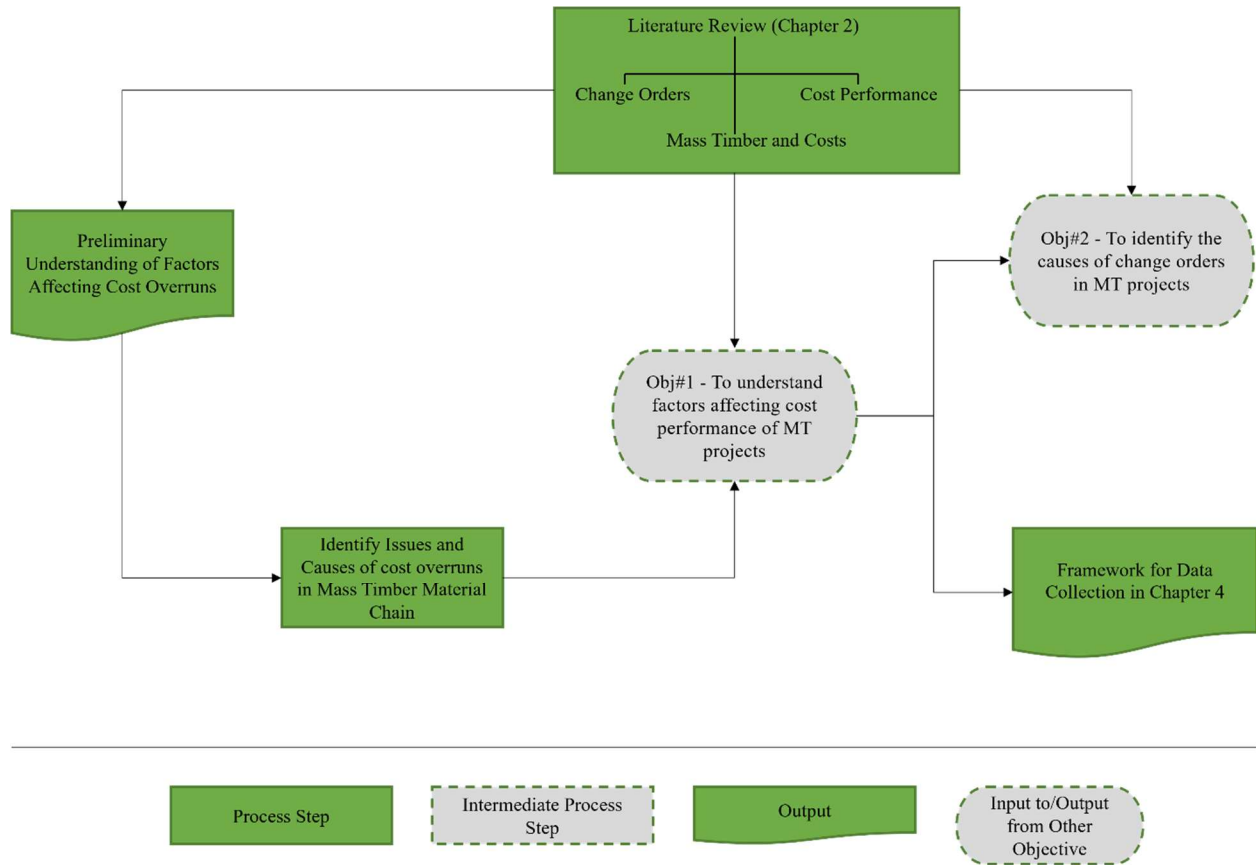 Literature Review (Chapter 2)
Change Orders
Cost Performance
Mass Timber and Costs
Preliminary
Understanding of Factors
Affecting Cost Overruns
Obj#2 - To identify the
causes of change orders
in MT projects
Obj#1 - To understand
factors affecting cost
performance of MT
projects
Identify Issues and
Causes of cost overruns
in Mass Timber Material
Chain
Framework for Data
Collection in Chapter 4
Process Step
Intermediate Process
Step
Output
Input to/Output
from Other
Objective